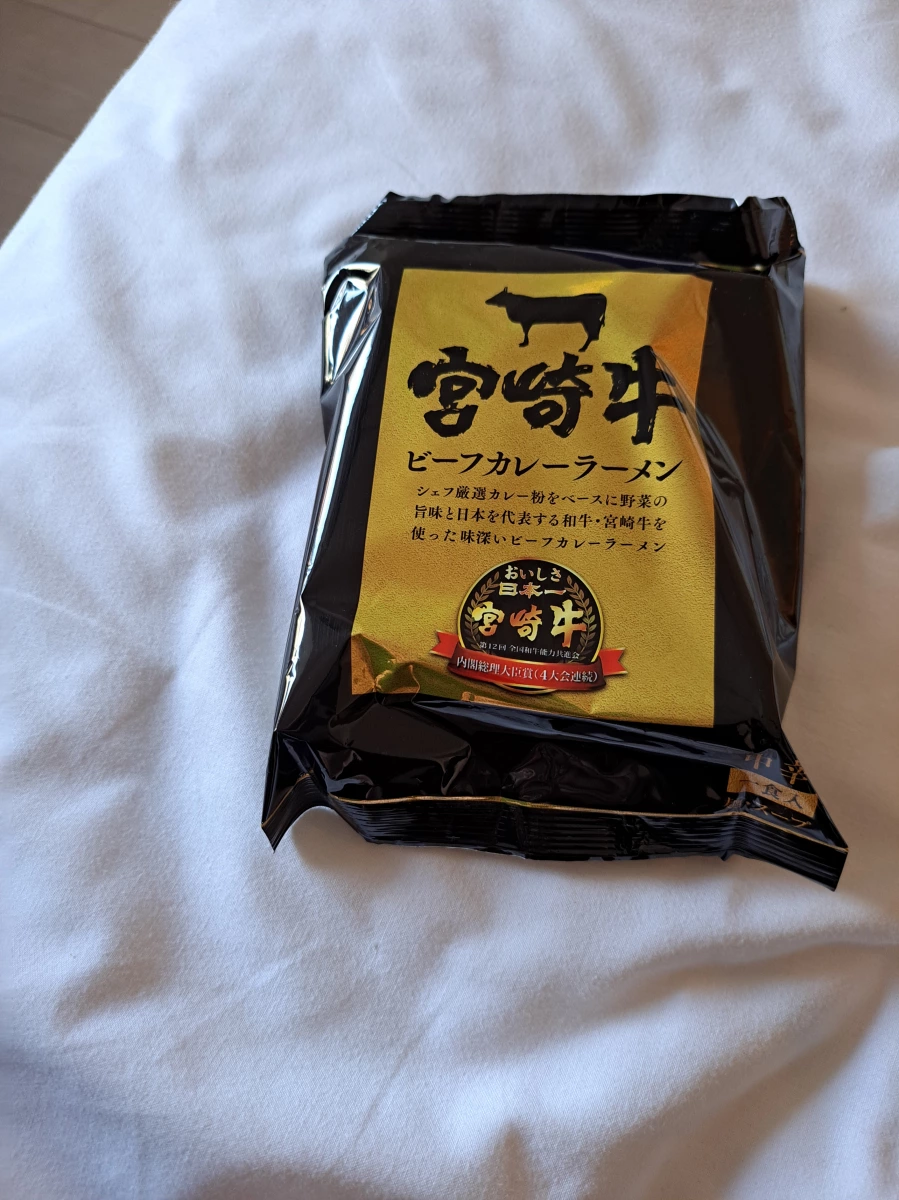 宮崎牛
ビーフカレーラーメン
シェフ厳選カレー粉をベースに野菜の
旨味と日本を代表する和牛・宮崎牛を
使った味深いビーフカレーラーメン
おいしさ
日本一
宮崎牛
第12回 全国和牛能力共進会
内閣総理大臣賞(4大会連続)
中辛
一食入
スープ